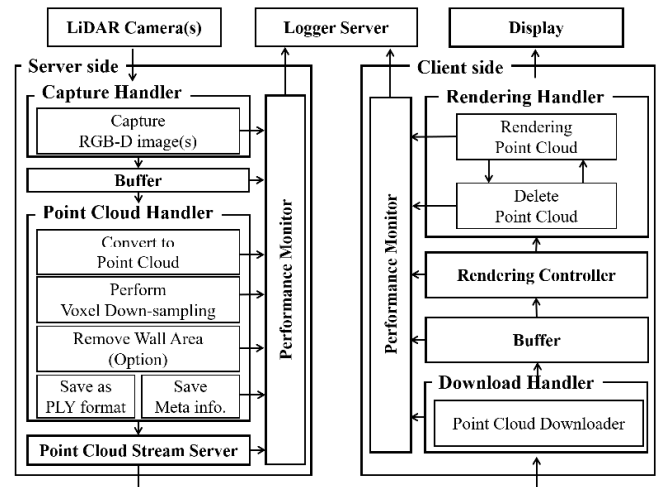 LiDAR Camera(s)
Logger Server
Display
Server side
Capture Handler
Capture
RGB-D image(s)
Buffer
Point Cloud Handler
Convert to
Point Cloud
Perform
Voxel Down-sampling
Remove Wall Area
(Option)
Save as
PLY format
Save
Meta info.
Point Cloud Stream Server
Performance Monitor
Client side
Performance Monitor
Rendering Handler
Rendering
Point Cloud
Delete
Point Cloud
Rendering Controller
Buffer
Download Handler
Point Cloud Downloader